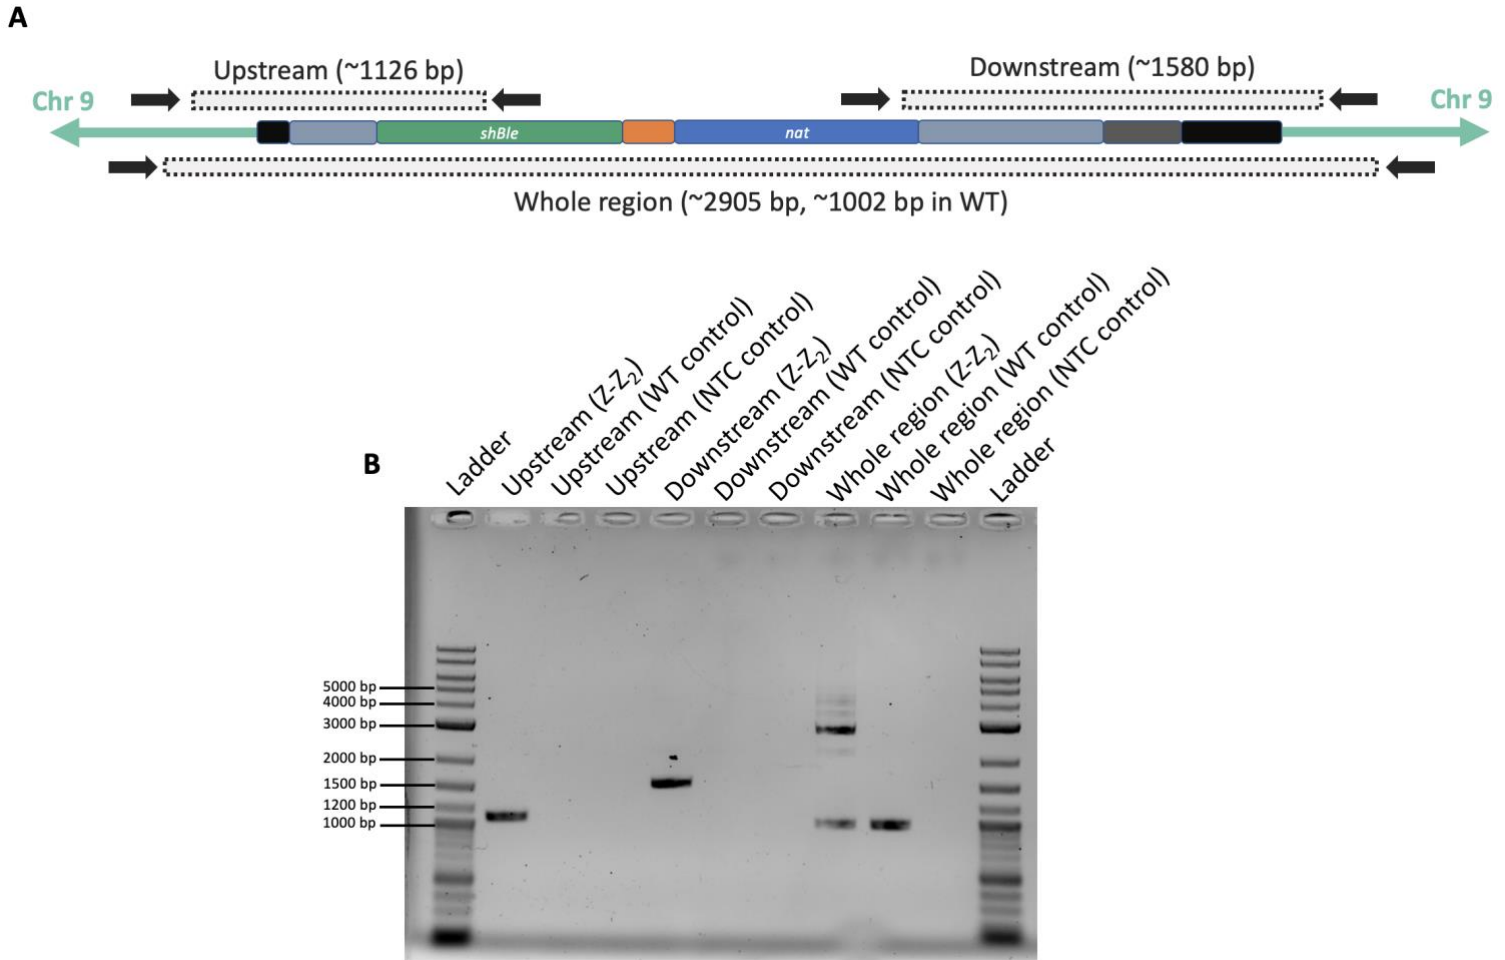 A
Upstream (~1126 bp)
Downstream (~1580 bp)
Chr 9
Chr 9
shBle
nat
Whole region (~2905 bp, ~1002 bp in WT)
B
Ladder
Upstream (Z-Z2)
Upstream (WT control)
Upstream (NTC control)
Downstream (Z-Z2)
Downstream (WT control)
Downstream (NTC control)
Whole region (Z-Z2)
Whole region (WT control)
Whole region (NTC control)
Ladder
5000 bp
4000 bp
3000 bp
2000 bp
1500 bp
1200 bp
1000 bp